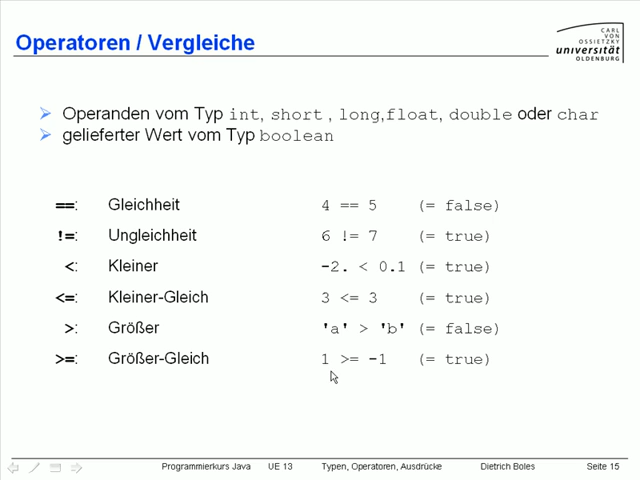 Operatoren / Vergleiche
CARL
VON
OSSIETZKY
universität
OLDENBURG
Operanden vom Typ int, short , long,float, double oder char
gelieferter Wert vom Typ boolean
==: Gleichheit 4 == 5 (= false)
!=: Ungleichheit 6 != 7 (= true)
<: Kleiner -2. < 0.1 (= true)
<=: Kleiner-Gleich 3 <= 3 (= true)
>: Größer 'a' > 'b' (= false)
>=: Größer-Gleich 1 >= -1 (= true)
Programmierkurs Java UE 13 Typen, Operatoren, Ausdrücke Dietrich Boles Seite 15